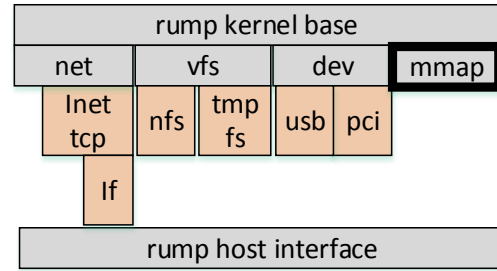 rump kernel base
net vfs dev mmap
Inet tcp nfs tmp fs usb pci
If
rump host interface